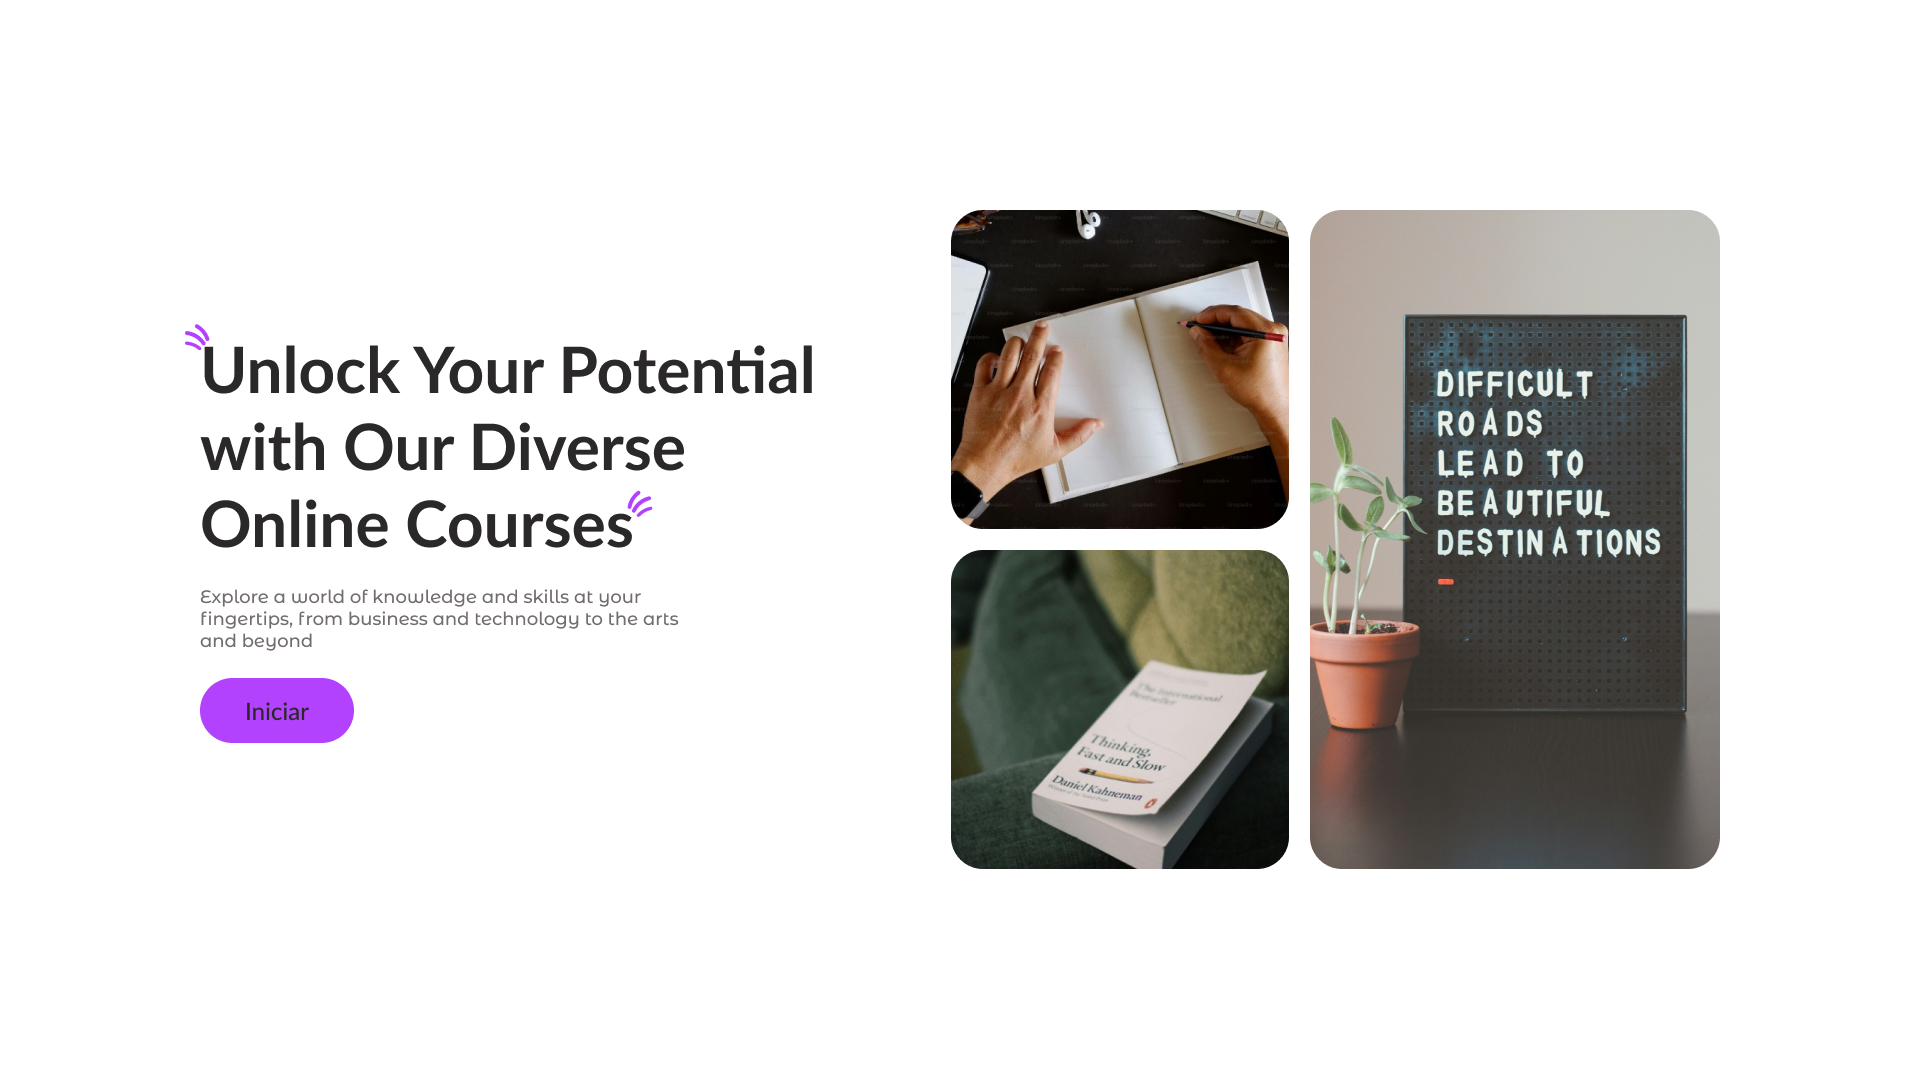 Unlock Your Potential
with Our Diverse
Online Courses
Explore a world of knowledge and skills at your
fingertips, from business and technology to the arts
and beyond
Iniciar
DIFFICULT
ROADS
LEAD TO
BEAUTIFUL
DESTINATIONS
The International
Bestseller
Thinking,
Fast and Slow
Daniel Kahneman